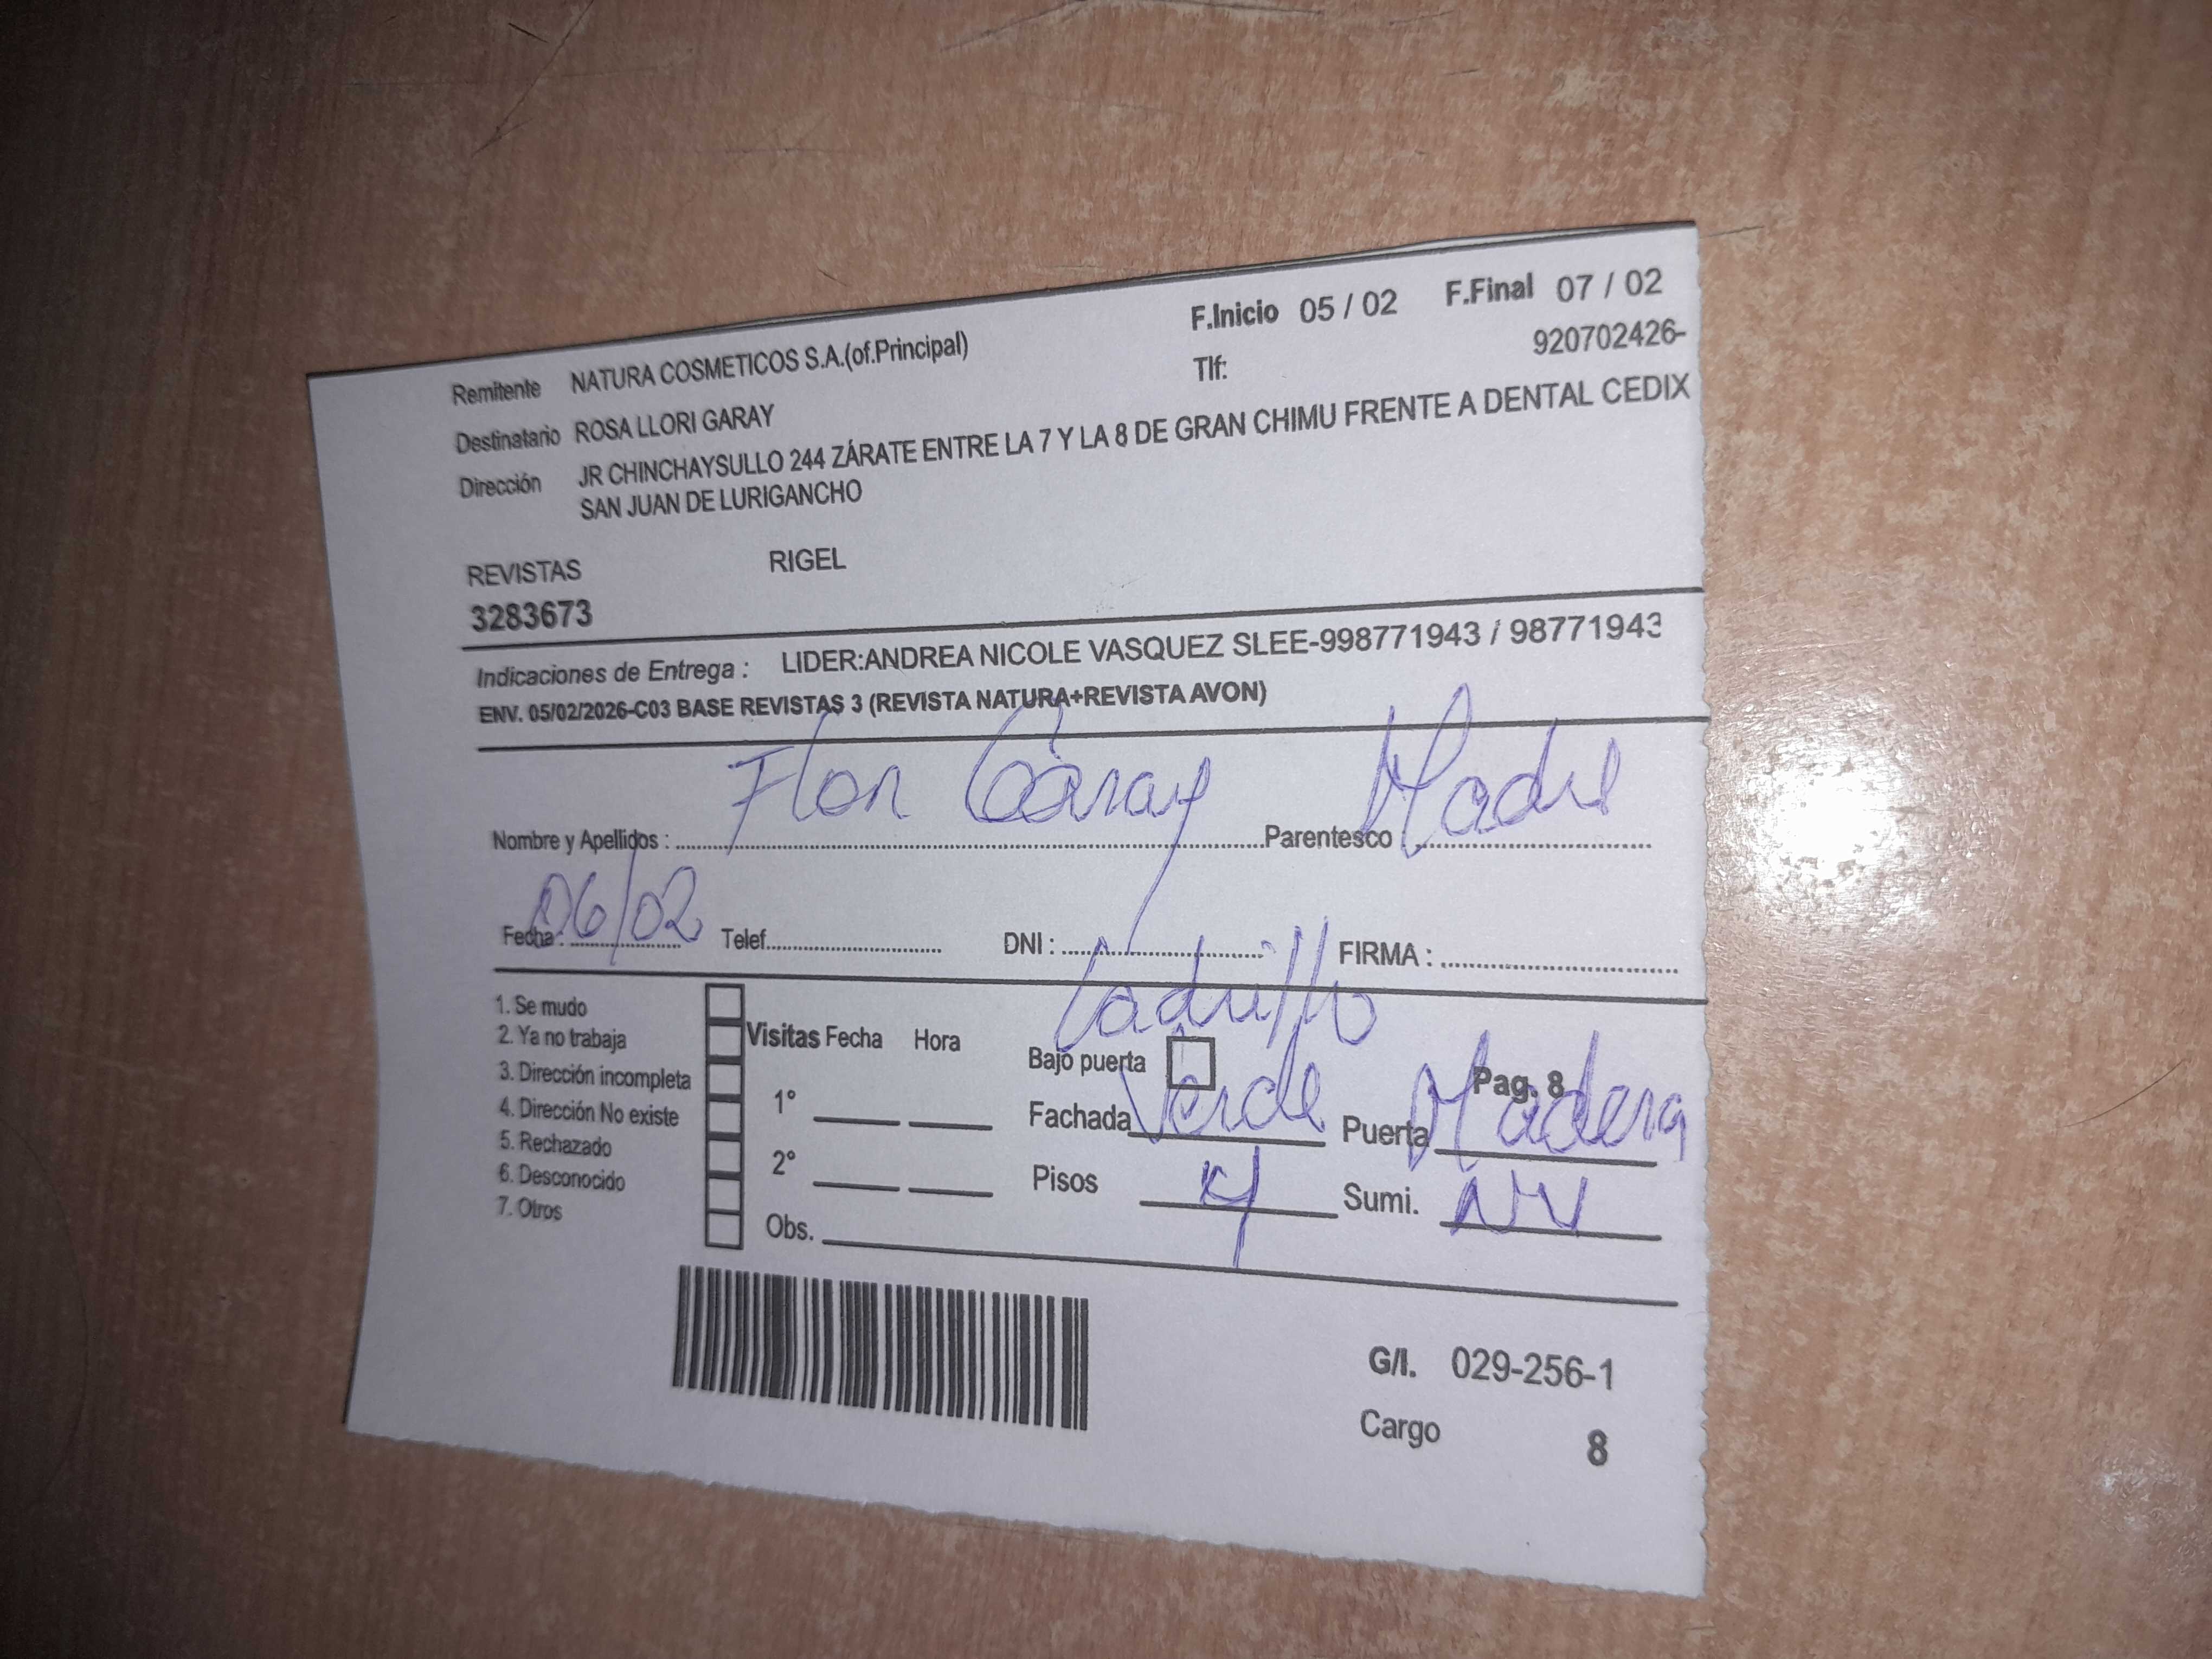 F.Inicio 05 / 02 F.Final 07 / 02
Remitente NATURA COSMETICOS S.A.(of.Principal) Tlf: 920702426-
Destinatario ROSA LLORI GARAY
Dirección JR CHINCHAYSULLO 244 ZÁRATE ENTRE LA 7 Y LA 8 DE GRAN CHIMU FRENTE A DENTAL CEDIX
SAN JUAN DE LURIGANCHO
REVISTAS RIGEL
3283673
Indicaciones de Entrega : LIDER:ANDREA NICOLE VASQUEZ SLEE-998771943 / 98771943
ENV. 05/02/2026-C03 BASE REVISTAS 3 (REVISTA NATURA+REVISTA AVON)
Nombre y Apellidos : Flor Garay Parentesco : Madre
Fecha : 06/02 Telef. DNI : FIRMA :
Ladrillo
1. Se mudo
2. Ya no trabaja
3. Dirección incompleta
4. Dirección No existe
5. Rechazado
6. Desconocido
7. Otros
Visitas Fecha Hora
1°
2°
Obs.
Bajo puerta Pag. 8
Fachada Verde Puerta Madera
Pisos 4 Sumi. NV
G/I. 029-256-1
Cargo 8